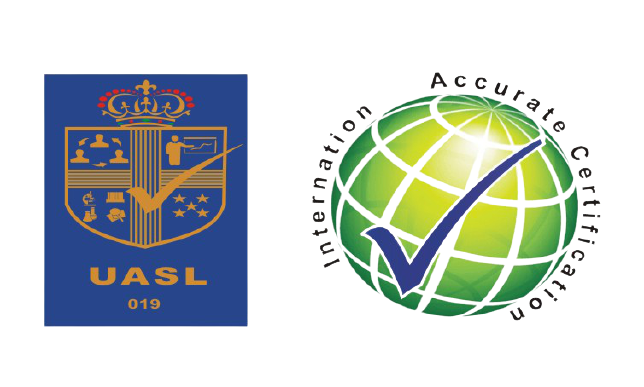 UASL
019
Internation Accurate Certification